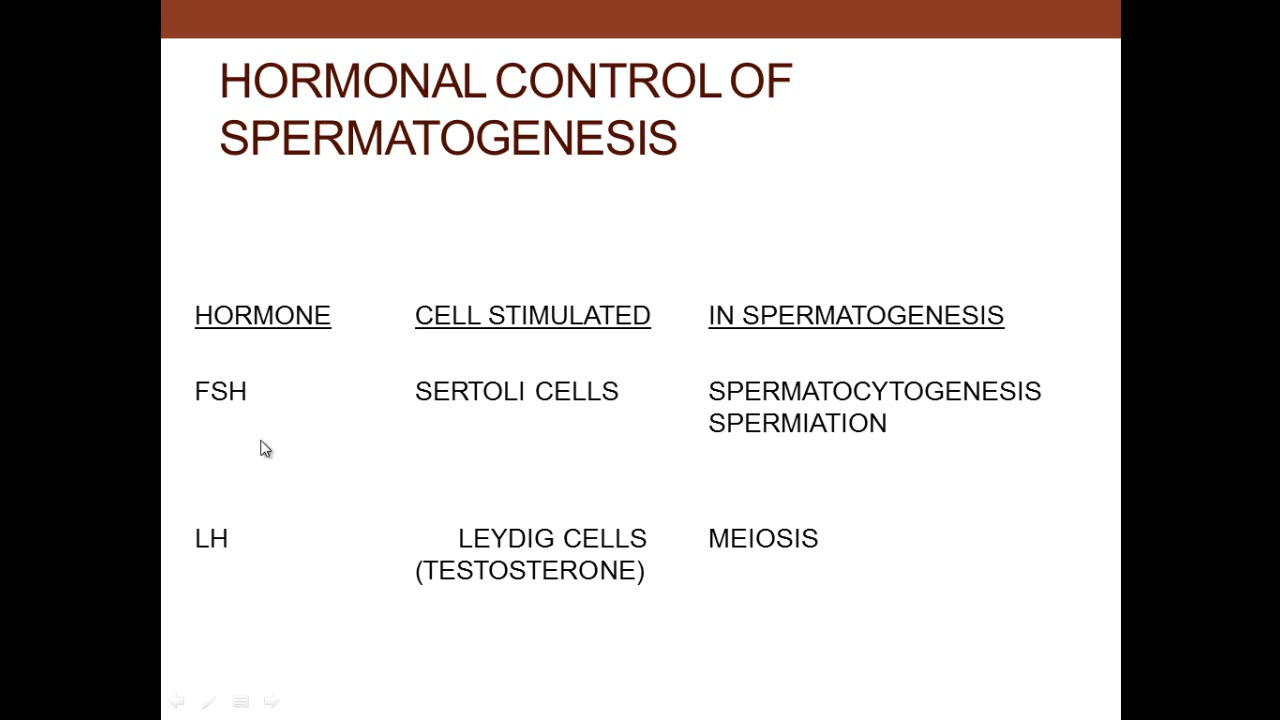 HORMONAL CONTROL OF
SPERMATOGENESIS
HORMONE CELL STIMULATED IN SPERMATOGENESIS
FSH SERTOLI CELLS SPERMATOCYTOGENESIS
SPERMIATION
LH LEYDIG CELLS MEIOSIS
(TESTOSTERONE)